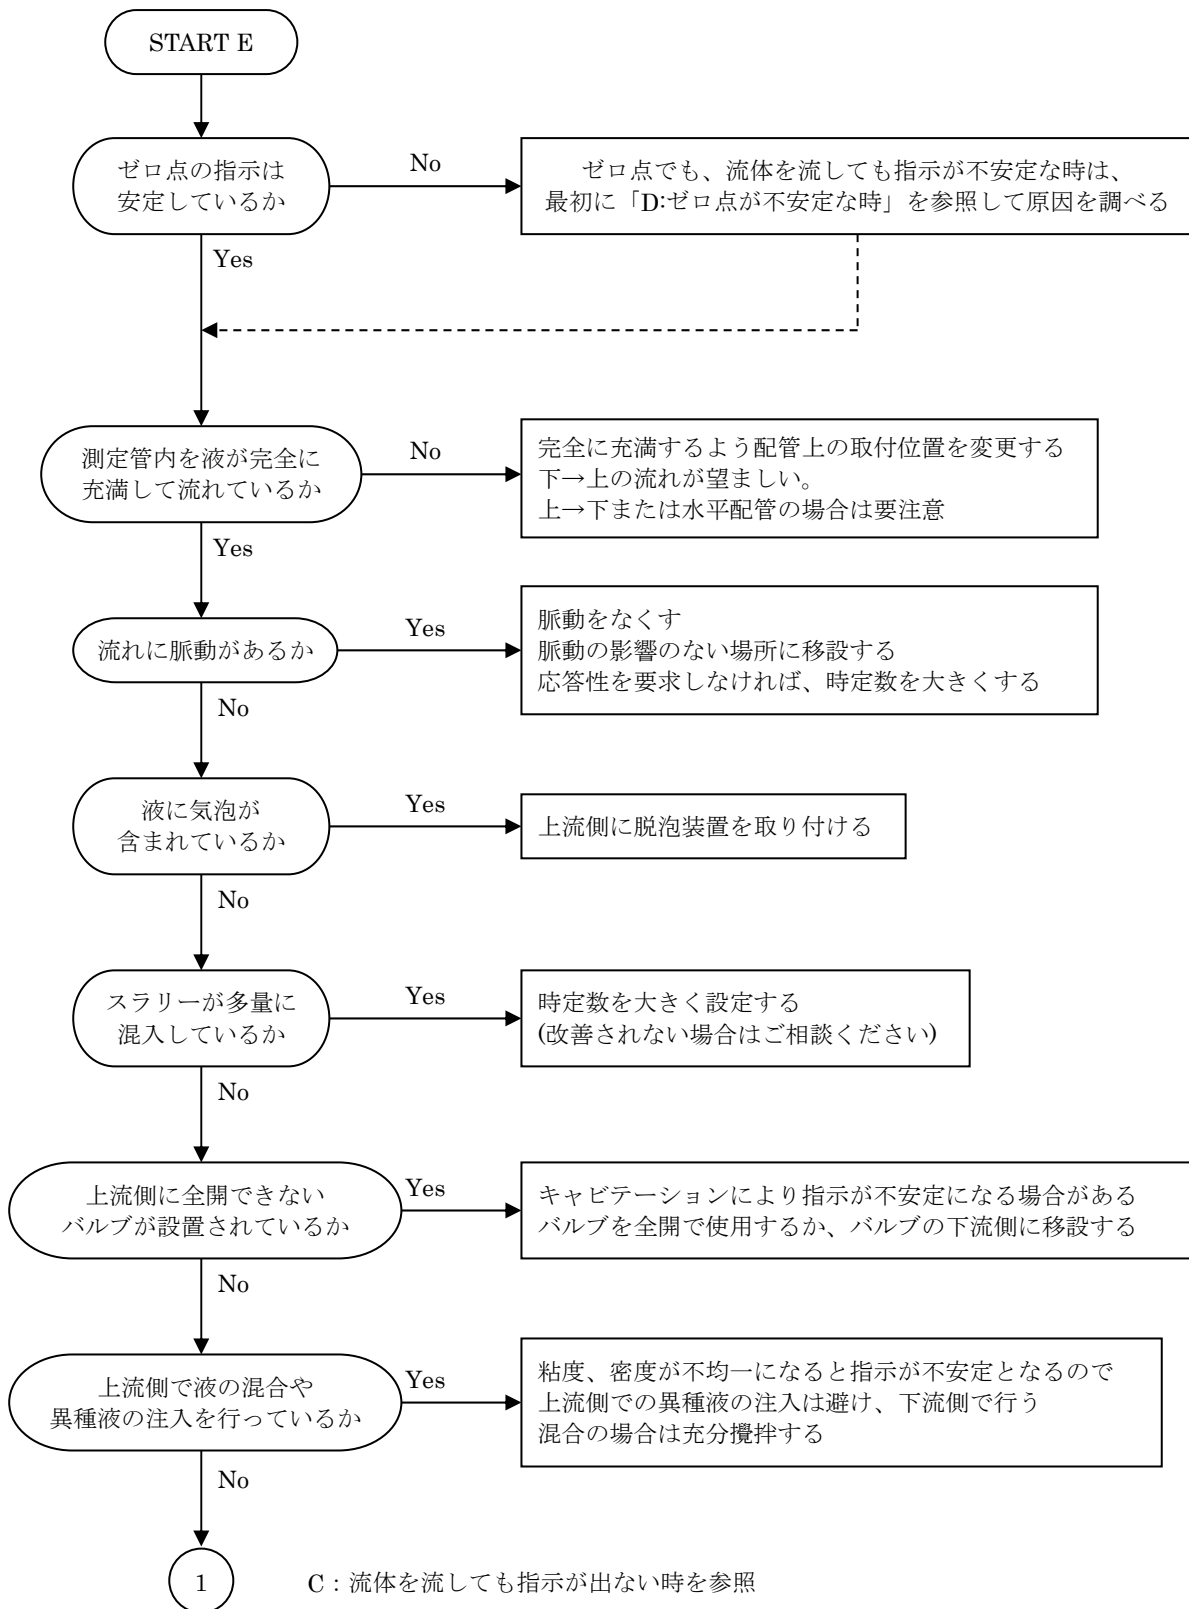 START E
ゼロ点の指示は
安定しているか
No
ゼロ点でも、流体を流しても指示が不安定な時は、
最初に「D:ゼロ点が不安定な時」を参照して原因を調べる
Yes
測定管内を液が完全に
充満して流れているか
No
完全に充満するよう配管上の取付位置を変更する
下→上の流れが望ましい。
上→下または水平配管の場合は要注意
Yes
流れに脈動があるか
Yes
脈動をなくす
脈動の影響のない場所に移設する
応答性を要求しなければ、時定数を大きくする
No
液に気泡が
含まれているか
Yes
上流側に脱泡装置を取り付ける
No
スラリーが多量に
混入しているか
Yes
時定数を大きく設定する
(改善されない場合はご相談ください)
No
上流側に全開できない
バルブが設置されているか
Yes
キャビテーションにより指示が不安定になる場合がある
バルブを全開で使用するか、バルブの下流側に移設する
No
上流側で液の混合や
異種液の注入を行っているか
Yes
粘度、密度が不均一になると指示が不安定となるので
上流側での異種液の注入は避け、下流側で行う
混合の場合は充分攪拌する
No
1
C：流体を流しても指示が出ない時を参照